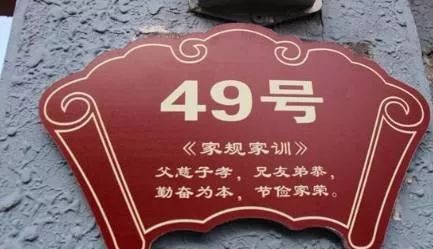 49号
《家规家训》
父慈子孝，兄友弟恭，
勤奋为本，节俭家荣。